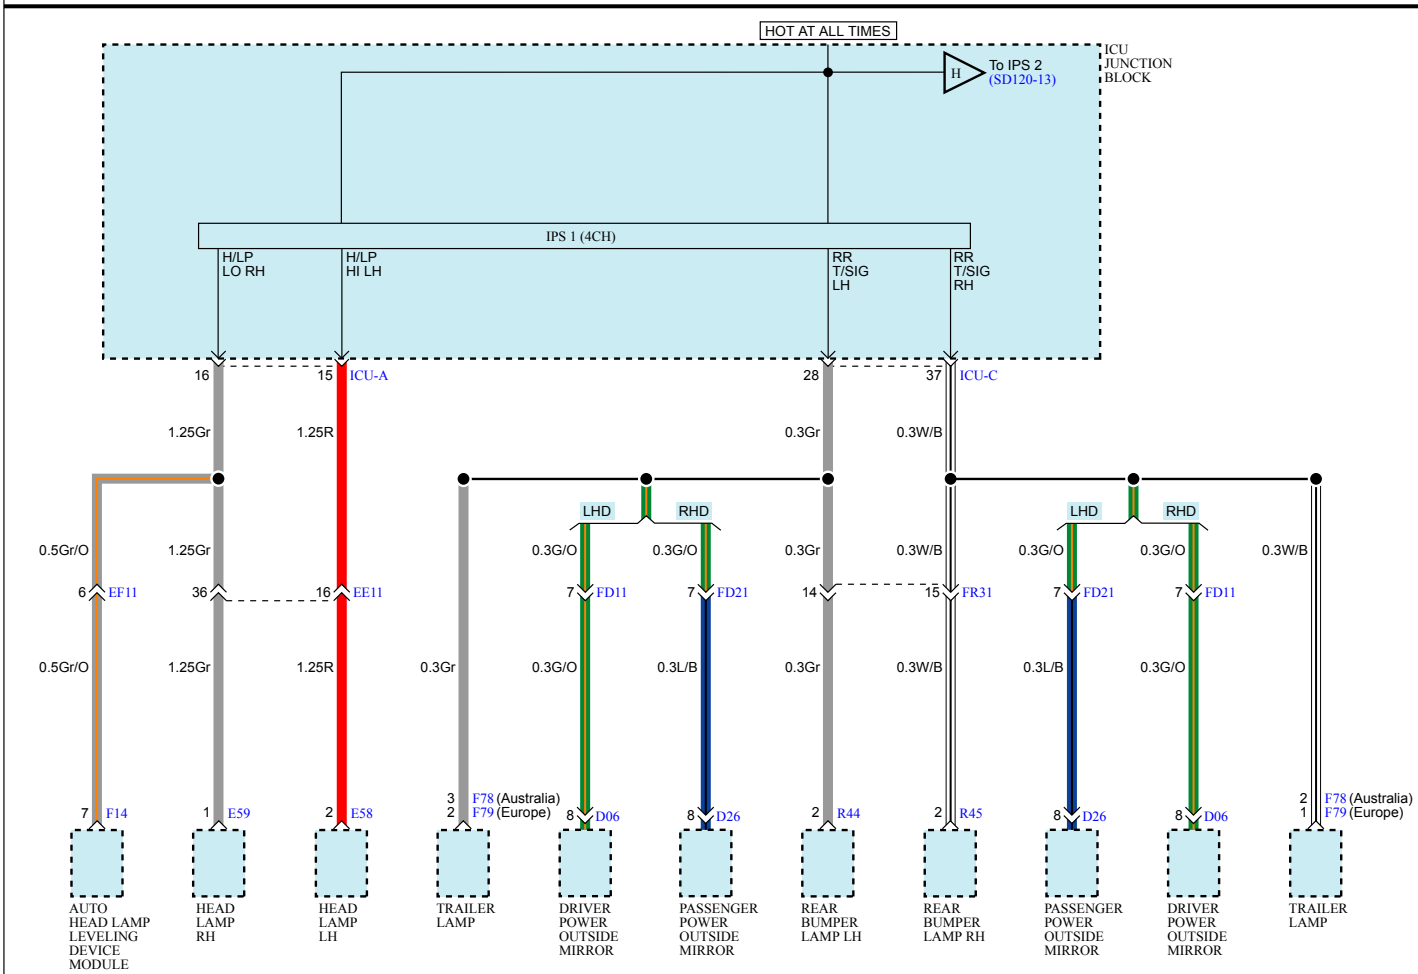 HOT AT ALL TIMES
ICU
JUNCTION
BLOCK
H
To IPS 2
(SD120-13)
IPS 1 (4CH)
H/LP
LO RH
H/LP
HI LH
RR
T/SIG
LH
RR
T/SIG
RH
16
15
ICU-A
28
37
ICU-C
1.25Gr
1.25R
0.3Gr
0.3W/B
LHD
RHD
LHD
RHD
0.5Gr/O
1.25Gr
0.3G/O
0.3G/O
0.3Gr
0.3W/B
0.3G/O
0.3G/O
0.3W/B
6
EF11
36
16
EE11
7
FD11
7
FD21
14
15
FR31
7
FD21
7
FD11
0.5Gr/O
1.25Gr
1.25R
0.3Gr
0.3G/O
0.3L/B
0.3Gr
0.3W/B
0.3L/B
0.3G/O
7
F14
1
E59
2
E58
3
F78 (Australia)
2
F79 (Europe)
8
D06
8
D26
2
R44
2
R45
8
D26
8
D06
2
F78 (Australia)
1
F79 (Europe)
AUTO
HEAD LAMP
LEVELING
DEVICE
MODULE
HEAD
LAMP
RH
HEAD
LAMP
LH
TRAILER
LAMP
DRIVER
POWER
OUTSIDE
MIRROR
PASSENGER
POWER
OUTSIDE
MIRROR
REAR
BUMPER
LAMP LH
REAR
BUMPER
LAMP RH
PASSENGER
POWER
OUTSIDE
MIRROR
DRIVER
POWER
OUTSIDE
MIRROR
TRAILER
LAMP